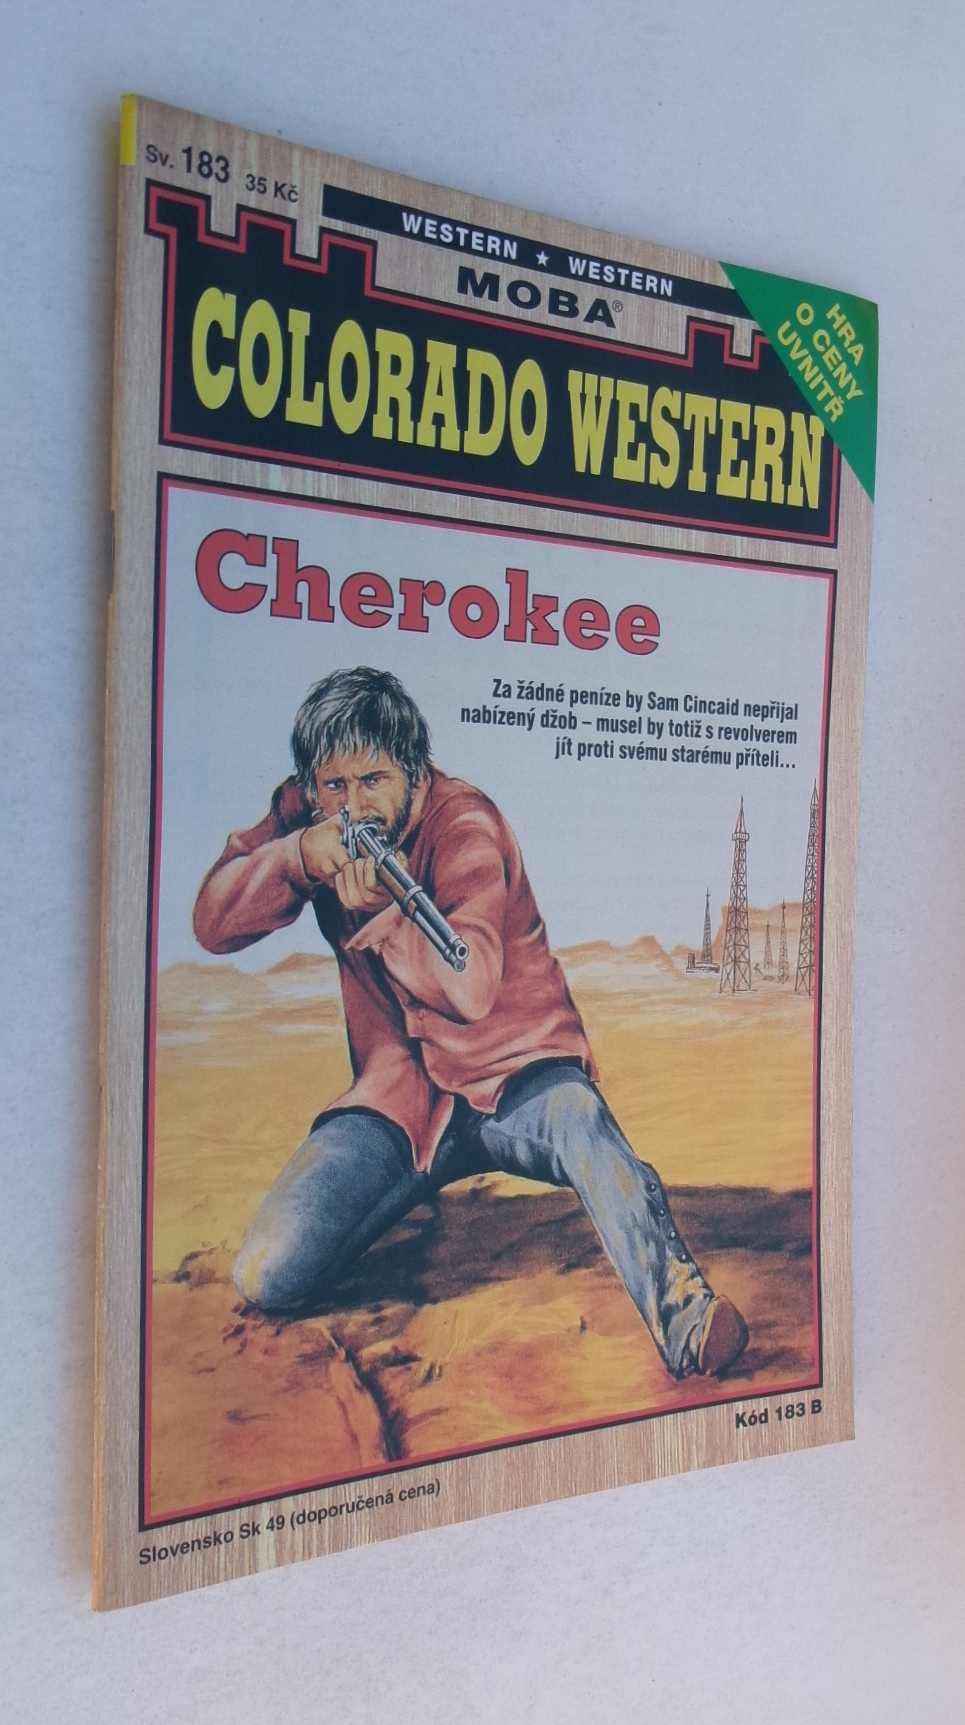 Sv. 183 35 Kč
WESTERN ★ WESTERN
MOBA®
HRA
O CENY
UVNITŘ
COLORADO WESTERN
Cherokee
Za žádné peníze by Sam Cincaid nepřijal
nabízený džob – musel by totiž s revolverem
jít proti svému starému příteli...
Kód 183 B
Slovensko Sk 49 (doporučená cena)